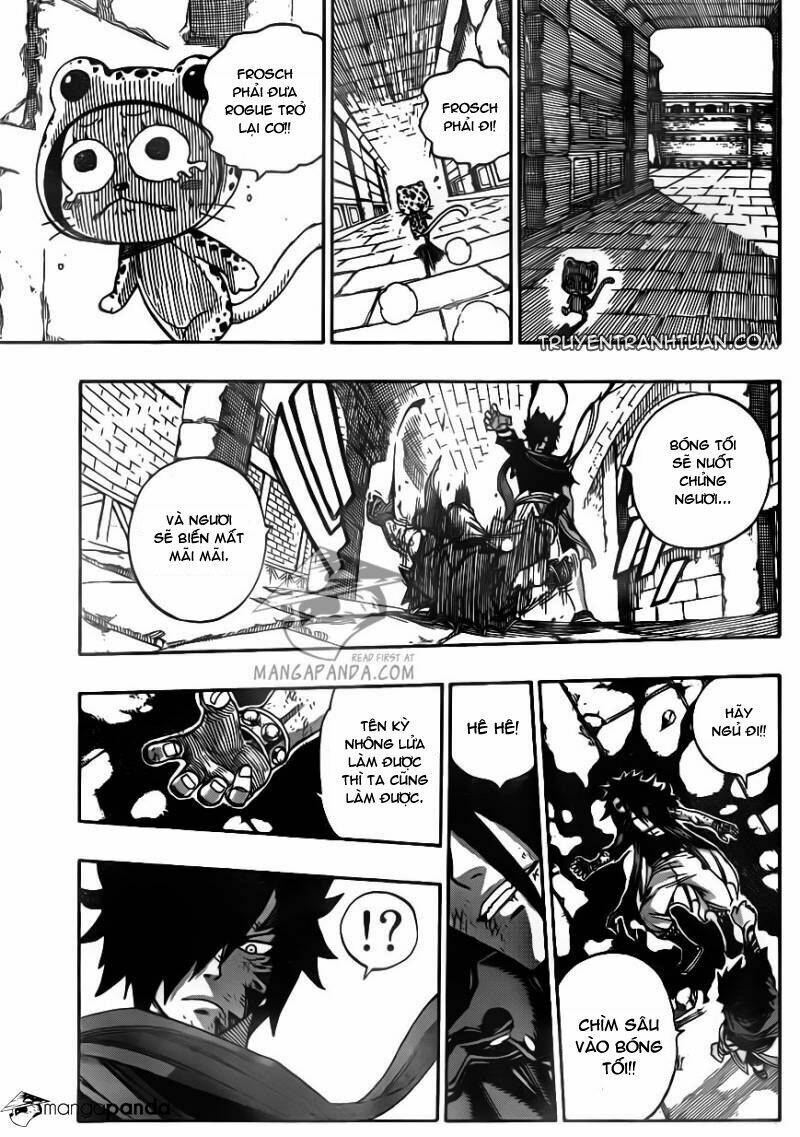 FROSCH
PHẢI ĐI!
FROSCH
PHẢI ĐƯA
ROGUE TRỞ
LẠI CƠ!!
TRUYENTRANHTUAN.COM
BÓNG TỐI
SẼ NUỐT
CHỬNG
NGƯƠI...
VÀ NGƯƠI
SẼ BIẾN MẤT
MÃI MÃI.
READ FIRST AT
MANGAPANDA.COM
HÃY
NGỦ ĐI!!
CHÌM SÂU
VÀO BÓNG
TỐI!!
HÊ HÊ!
TÊN KỲ
NHÔNG LỬA
LÀM ĐƯỢC
THÌ TA CŨNG
LÀM ĐƯỢC.
!?
mangapanda